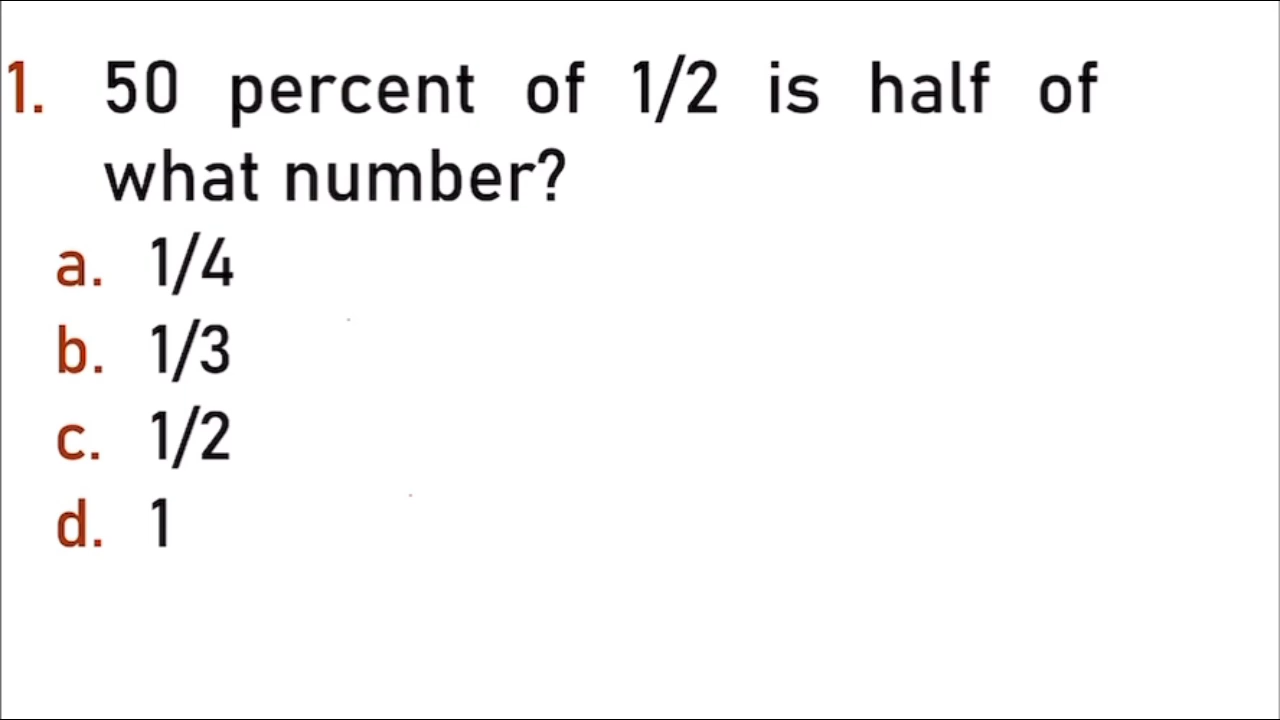 1. 50 percent of 1/2 is half of
what number?
a. 1/4
b. 1/3
c. 1/2
d. 1